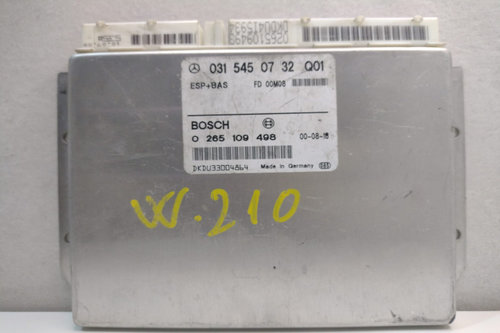 031 545 07 32 Q01
ESP+BAS FD 00M08
BOSCH
0 265 109 498 00-08-18
DKDU33004864 Made in Germany
W.210